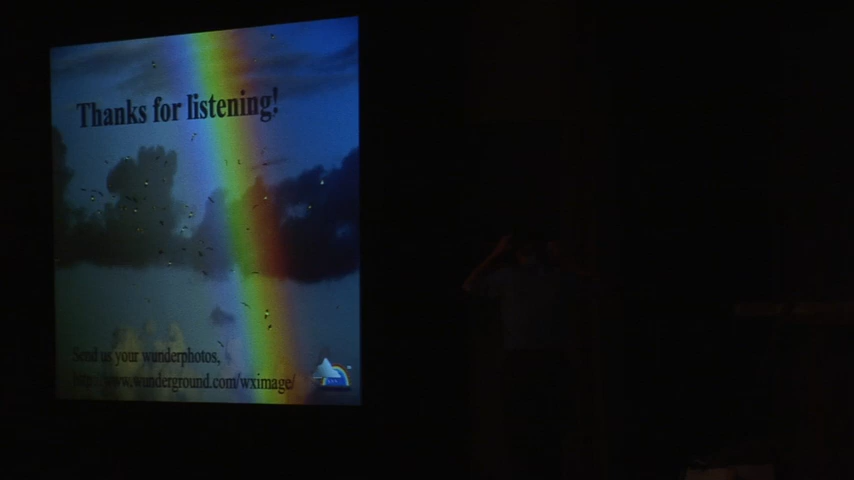 Thanks for listening!
Send us your wunderphotos,
http://www.wunderground.com/wximage/